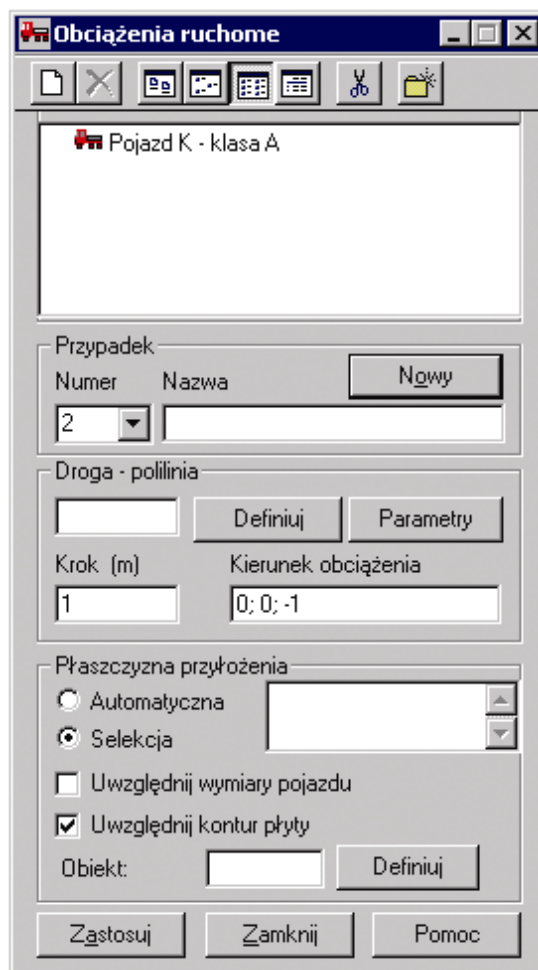 Obciążenia ruchome
Pojazd K - klasa A
Przypadek
Numer Nazwa Nowy
2
Droga - polilinia
Definiuj Parametry
Krok (m) Kierunek obciążenia
1 0; 0; -1
Płaszczyzna przyłożenia
Automatyczna
Selekcja
Uwzględnij wymiary pojazdu
Uwzględnij kontur płyty
Obiekt: Definiuj
Zastosuj Zamknij Pomoc